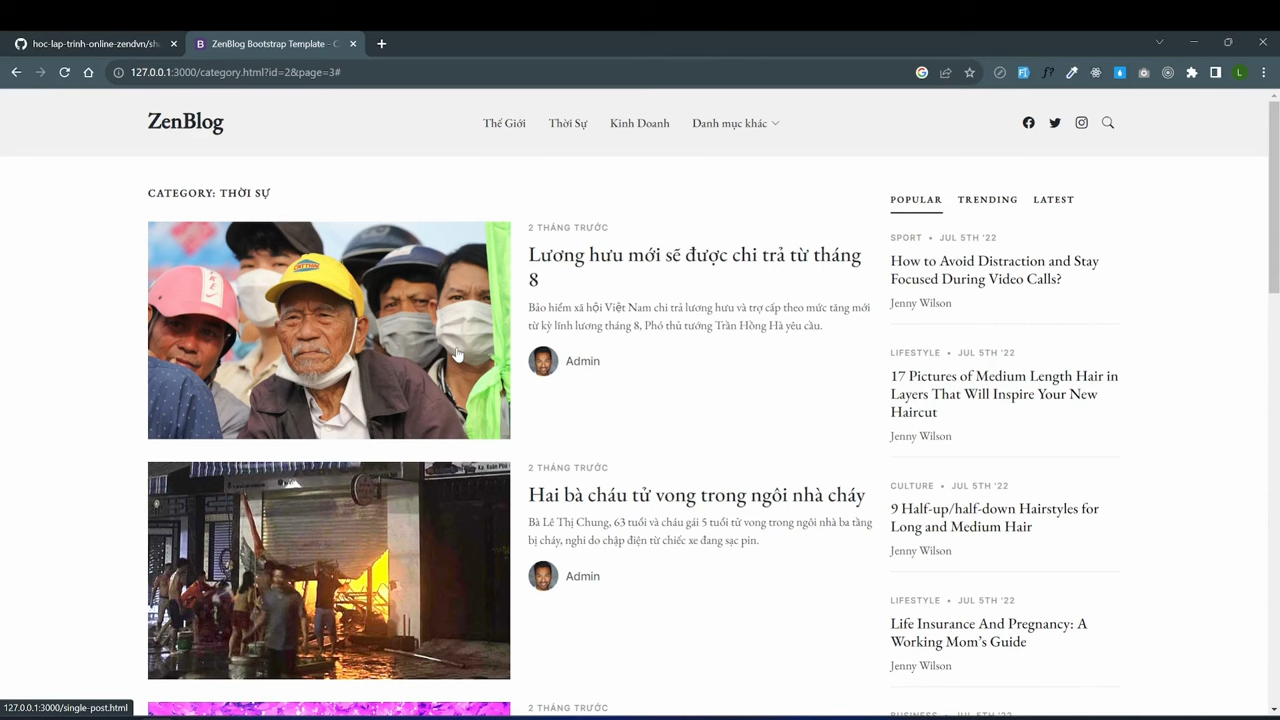 hoc-lap-trinh-online-zendvn/sh
ZenBlog Bootstrap Template - C
127.0.0.1:3000/category.html?id=2&page=3#
ZenBlog
Thế Giới
Thời Sự
Kinh Doanh
Danh mục khác
CATEGORY: THỜI SỰ
2 THÁNG TRƯỚC
Lương hưu mới sẽ được chi trả từ tháng
8
Bảo hiểm xã hội Việt Nam chi trả lương hưu và trợ cấp theo mức tăng mới
từ kỳ lĩnh lương tháng 8, Phó thủ tướng Trần Hồng Hà yêu cầu.
Admin
2 THÁNG TRƯỚC
Hai bà cháu tử vong trong ngôi nhà cháy
Bà Lê Thị Chung, 63 tuổi và cháu gái 5 tuổi tử vong trong ngôi nhà ba tầng
bị cháy, nghi do chập điện từ chiếc xe đang sạc pin.
Admin
2 THÁNG TRƯỚC
POPULAR
TRENDING
LATEST
SPORT • JUL 5TH '22
How to Avoid Distraction and Stay
Focused During Video Calls?
Jenny Wilson
LIFESTYLE • JUL 5TH '22
17 Pictures of Medium Length Hair in
Layers That Will Inspire Your New
Haircut
Jenny Wilson
CULTURE • JUL 5TH '22
9 Half-up/half-down Hairstyles for
Long and Medium Hair
Jenny Wilson
LIFESTYLE • JUL 5TH '22
Life Insurance And Pregnancy: A
Working Mom's Guide
Jenny Wilson
BUSINESS • JUL 5TH '22
127.0.0.1:3000/single-post.html